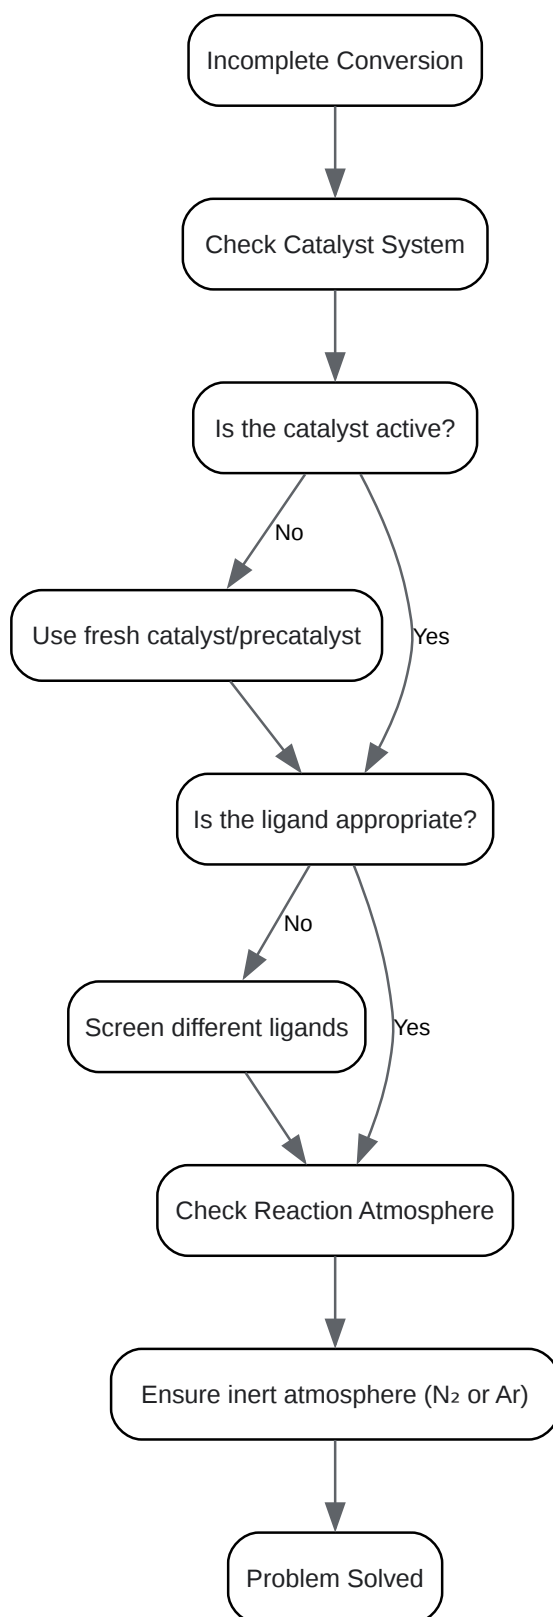 Incomplete Conversion
Check Catalyst System
Is the catalyst active?
No
Use fresh catalyst/precatalyst
Yes
Is the ligand appropriate?
No
Screen different ligands
Yes
Check Reaction Atmosphere
Ensure inert atmosphere (N₂ or Ar)
Problem Solved